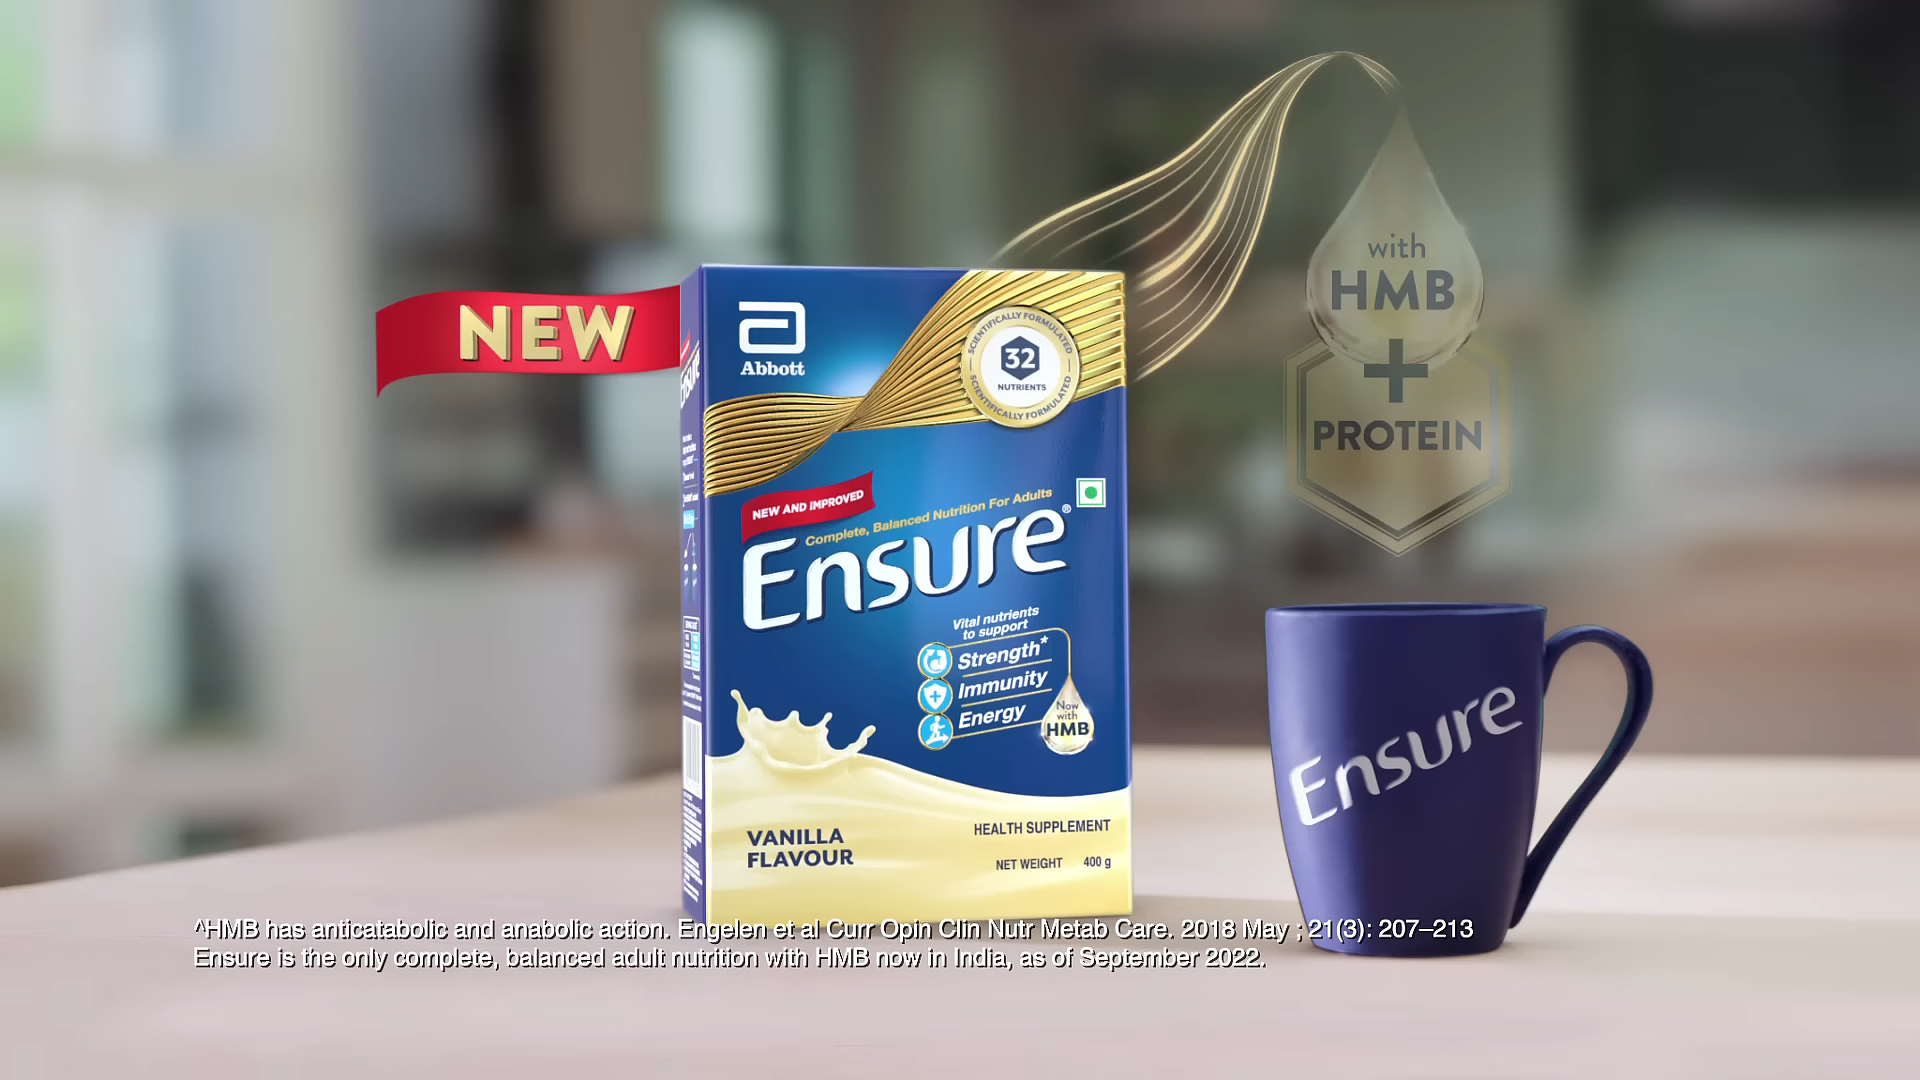 NEW
Abbott
SCIENTIFICALLY FORMULATED
32
NUTRIENTS
SCIENTIFICALLY FORMULATED
NEW AND IMPROVED
Complete, Balanced Nutrition For Adults
Ensure®
Vital nutrients
to support
Strength*
Immunity
Energy
Now
with
HMB
VANILLA
FLAVOUR
HEALTH SUPPLEMENT
NET WEIGHT 400 g
Ensure
with
HMB
+
PROTEIN
Ensure
^HMB has anticatabolic and anabolic action. Engelen et al Curr Opin Clin Nutr Metab Care. 2018 May ; 21(3): 207–213
Ensure is the only complete, balanced adult nutrition with HMB now in India, as of September 2022.